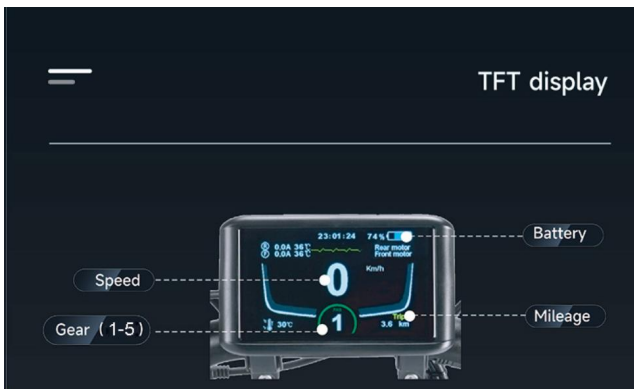 TFT display
23:01:24 74%
R 0.0A 36℃ Rear motor
F 0.0A 36℃ Front motor
Battery
Km/h
Speed
0
Trip
Mileage
Gear (1-5)
30℃
1
3.6 km